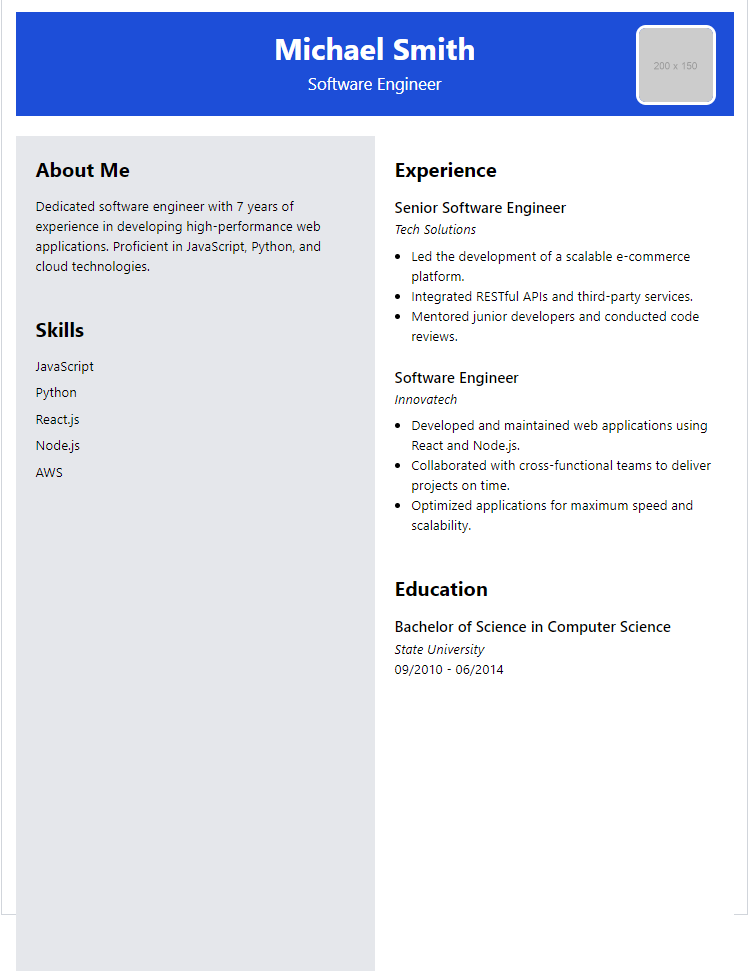 Michael Smith
Software Engineer
200 x 150
About Me
Dedicated software engineer with 7 years of
experience in developing high-performance web
applications. Proficient in JavaScript, Python, and
cloud technologies.
Skills
JavaScript
Python
React.js
Node.js
AWS
Experience
Senior Software Engineer
Tech Solutions
• Led the development of a scalable e-commerce
platform.
• Integrated RESTful APIs and third-party services.
• Mentored junior developers and conducted code
reviews.
Software Engineer
Innovatech
• Developed and maintained web applications using
React and Node.js.
• Collaborated with cross-functional teams to deliver
projects on time.
• Optimized applications for maximum speed and
scalability.
Education
Bachelor of Science in Computer Science
State University
09/2010 - 06/2014